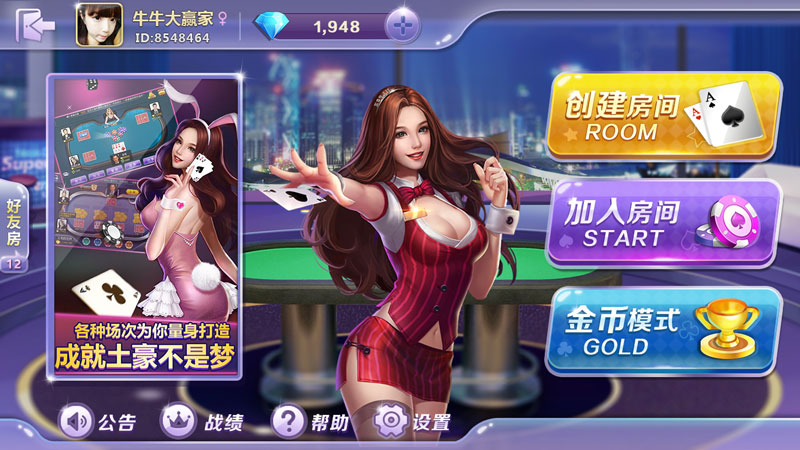 牛牛大赢家♀
ID:8548464
1,948
好友房
12
Super
各种场次为你量身打造
成就土豪不是梦
创建房间
ROOM
加入房间
START
金币模式
GOLD
公告
战绩
帮助
设置